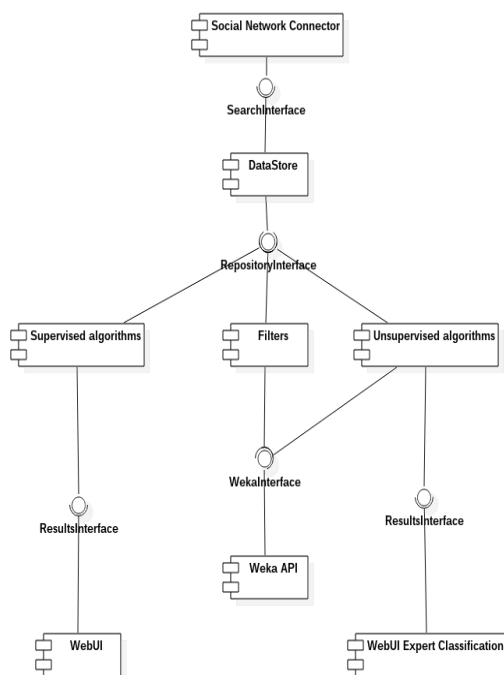 Social Network Connector
SearchInterface
DataStore
RepositoryInterface
Supervised algorithms
Filters
Unsupervised algorithms
WekaInterface
ResultsInterface
ResultsInterface
Weka API
WebUI
WebUI Expert Classification